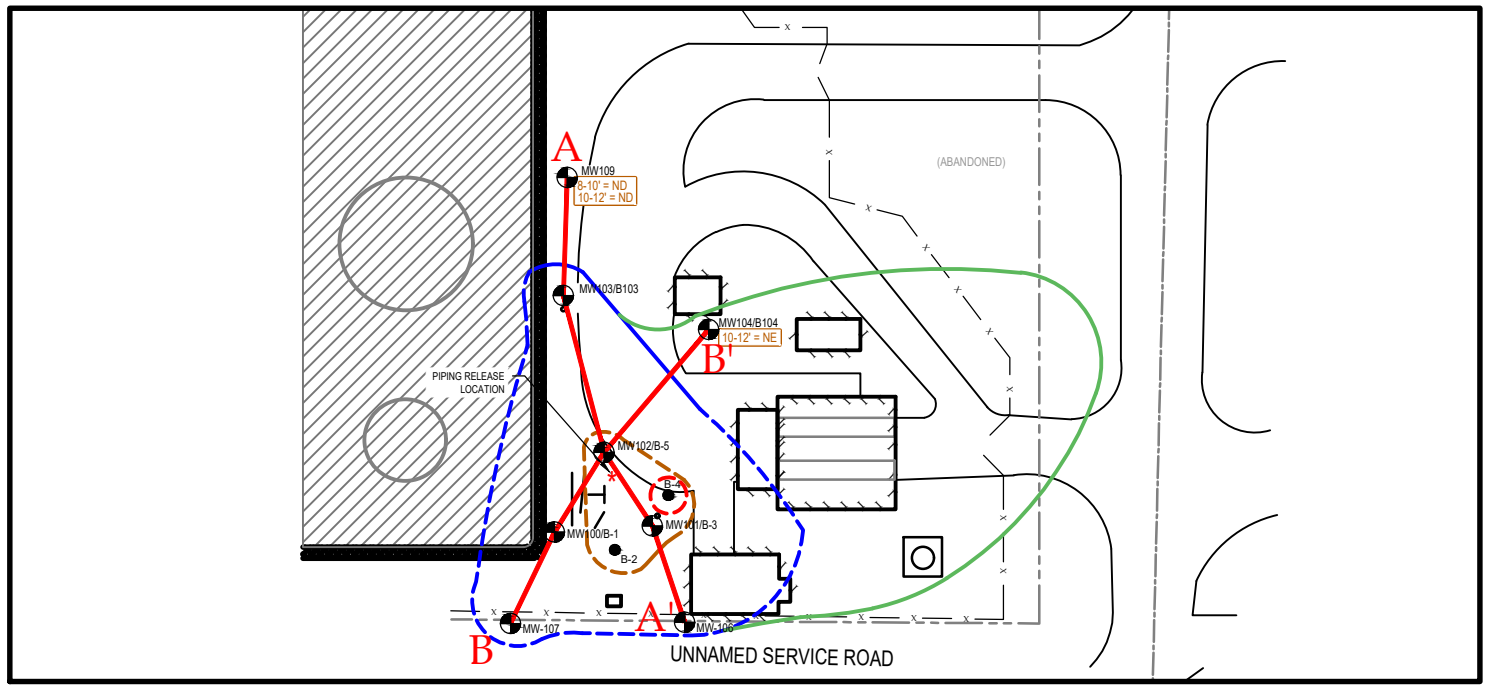 x
x
(ABANDONED)
A
MW109
8-10' = ND
10-12' = ND
x
x
x
MW103/B103
MW104/B104
10-12' = NE
B'
PIPING RELEASE
LOCATION
x
MW102/B-5
*
B-4
MW100/B-1
MW101/B-3
B-2
x
x
x
x
x
x
x
x
x
x
x
A'
MW-107
MW-106
B
UNNAMED SERVICE ROAD